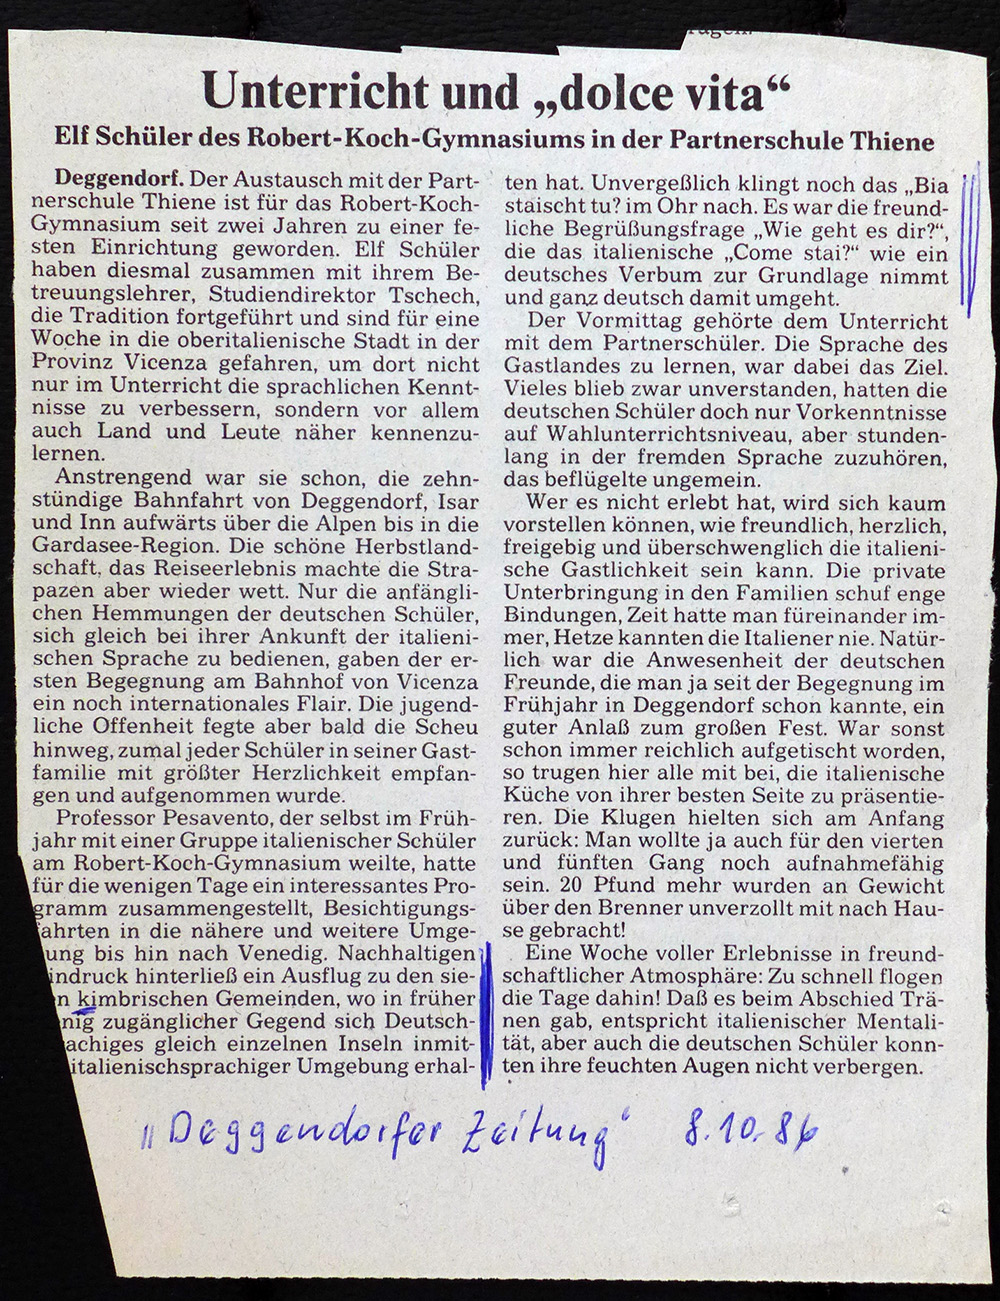 Unterricht und „dolce vita“
Elf Schüler des Robert-Koch-Gymnasiums in der Partnerschule Thiene
Deggendorf. Der Austausch mit der Part-
nerschule Thiene ist für das Robert-Koch-
Gymnasium seit zwei Jahren zu einer fe-
sten Einrichtung geworden. Elf Schüler
haben diesmal zusammen mit ihrem Be-
treuungslehrer, Studiendirektor Tschech,
die Tradition fortgeführt und sind für eine
Woche in die oberitalienische Stadt in der
Provinz Vicenza gefahren, um dort nicht
nur im Unterricht die sprachlichen Kennt-
nisse zu verbessern, sondern vor allem
auch Land und Leute näher kennenzu-
lernen.
Anstrengend war sie schon, die zehn-
stündige Bahnfahrt von Deggendorf, Isar
und Inn aufwärts über die Alpen bis in die
Gardasee-Region. Die schöne Herbstland-
schaft, das Reiseerlebnis machte die Stra-
pazen aber wieder wett. Nur die anfängli-
chen Hemmungen der deutschen Schüler,
sich gleich bei ihrer Ankunft der italieni-
schen Sprache zu bedienen, gaben der er-
sten Begegnung am Bahnhof von Vicenza
ein noch internationales Flair. Die jugend-
liche Offenheit fegte aber bald die Scheu
hinweg, zumal jeder Schüler in seiner Gast-
familie mit größter Herzlichkeit empfan-
gen und aufgenommen wurde.
Professor Pesavento, der selbst im Früh-
jahr mit einer Gruppe italienischer Schüler
am Robert-Koch-Gymnasium weilte, hatte
für die wenigen Tage ein interessantes Pro-
gramm zusammengestellt, Besichtigungs-
ahrten in die nähere und weitere Umge-
ung bis hin nach Venedig. Nachhaltigen
indruck hinterließ ein Ausflug zu den sie-
n kimbrischen Gemeinden, wo in früher
nig zugänglicher Gegend sich Deutsch-
achiges gleich einzelnen Inseln inmit-
italienischsprachiger Umgebung erhal-
ten hat. Unvergeßlich klingt noch das „Bia
staischt tu? im Ohr nach. Es war die freund-
liche Begrüßungsfrage „Wie geht es dir?“,
die das italienische „Come stai?“ wie ein
deutsches Verbum zur Grundlage nimmt
und ganz deutsch damit umgeht.
Der Vormittag gehörte dem Unterricht
mit dem Partnerschüler. Die Sprache des
Gastlandes zu lernen, war dabei das Ziel.
Vieles blieb zwar unverstanden, hatten die
deutschen Schüler doch nur Vorkenntnisse
auf Wahlunterrichtsniveau, aber stunden-
lang in der fremden Sprache zuzuhören,
das beflügelte ungemein.
Wer es nicht erlebt hat, wird sich kaum
vorstellen können, wie freundlich, herzlich,
freigebig und überschwenglich die italieni-
sche Gastlichkeit sein kann. Die private
Unterbringung in den Familien schuf enge
Bindungen, Zeit hatte man füreinander im-
mer, Hetze kannten die Italiener nie. Natür-
lich war die Anwesenheit der deutschen
Freunde, die man ja seit der Begegnung im
Frühjahr in Deggendorf schon kannte, ein
guter Anlaß zum großen Fest. War sonst
schon immer reichlich aufgetischt worden,
so trugen hier alle mit bei, die italienische
Küche von ihrer besten Seite zu präsentie-
ren. Die Klugen hielten sich am Anfang
zurück: Man wollte ja auch für den vierten
und fünften Gang noch aufnahmefähig
sein. 20 Pfund mehr wurden an Gewicht
über den Brenner unverzollt mit nach Hau-
se gebracht!
Eine Woche voller Erlebnisse in freund-
schaftlicher Atmosphäre: Zu schnell flogen
die Tage dahin! Daß es beim Abschied Trä-
nen gab, entspricht italienischer Mentali-
tät, aber auch die deutschen Schüler konn-
ten ihre feuchten Augen nicht verbergen.
„Deggendorfer Zeitung“ 8.10.86